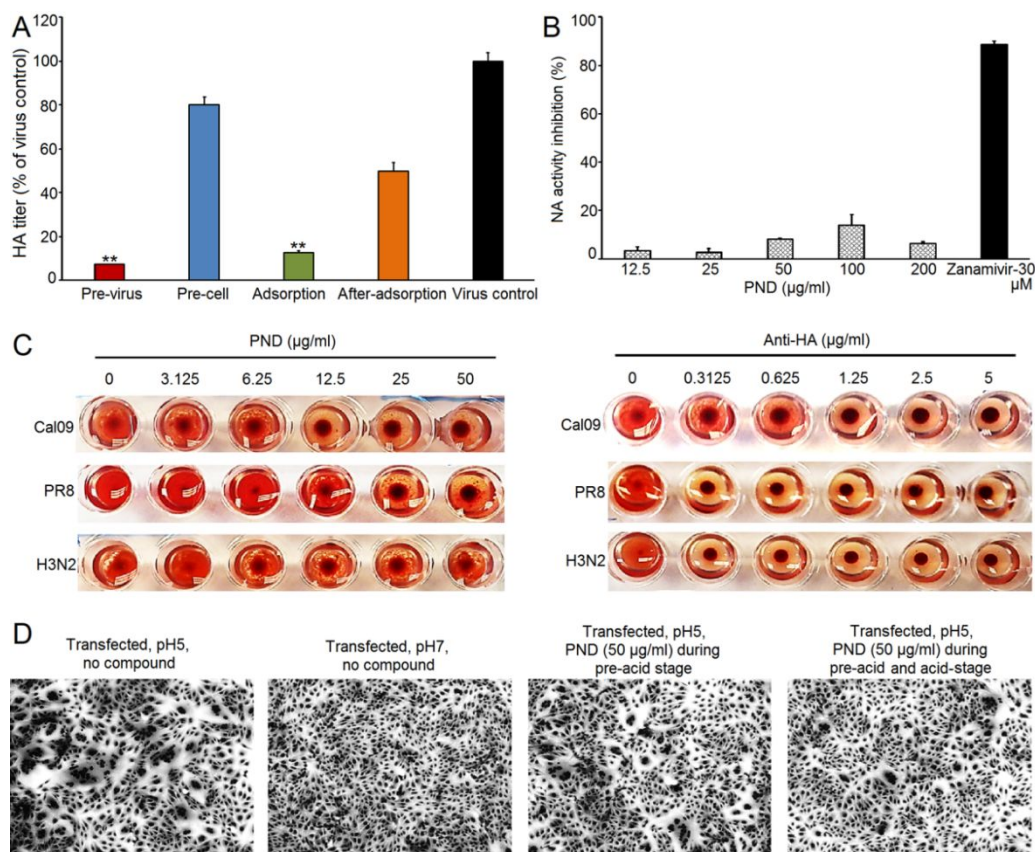 A
HA titer (% of virus control)
120
100
80
60
40
20
0
**
**
Pre-virus Pre-cell Adsorption After-adsorption Virus control
B
NA activity inhibition (%)
100
80
60
40
20
0
12.5 25 50 100 200 Zanamivir-30
PND (µg/ml) µM
C
PND (µg/ml)
0 3.125 6.25 12.5 25 50
Cal09
PR8
H3N2
Anti-HA (µg/ml)
0 0.3125 0.625 1.25 2.5 5
Cal09
PR8
H3N2
D
Transfected, pH5,
no compound
Transfected, pH7,
no compound
Transfected, pH5,
PND (50 µg/ml) during
pre-acid stage
Transfected, pH5,
PND (50 µg/ml) during
pre-acid and acid-stage